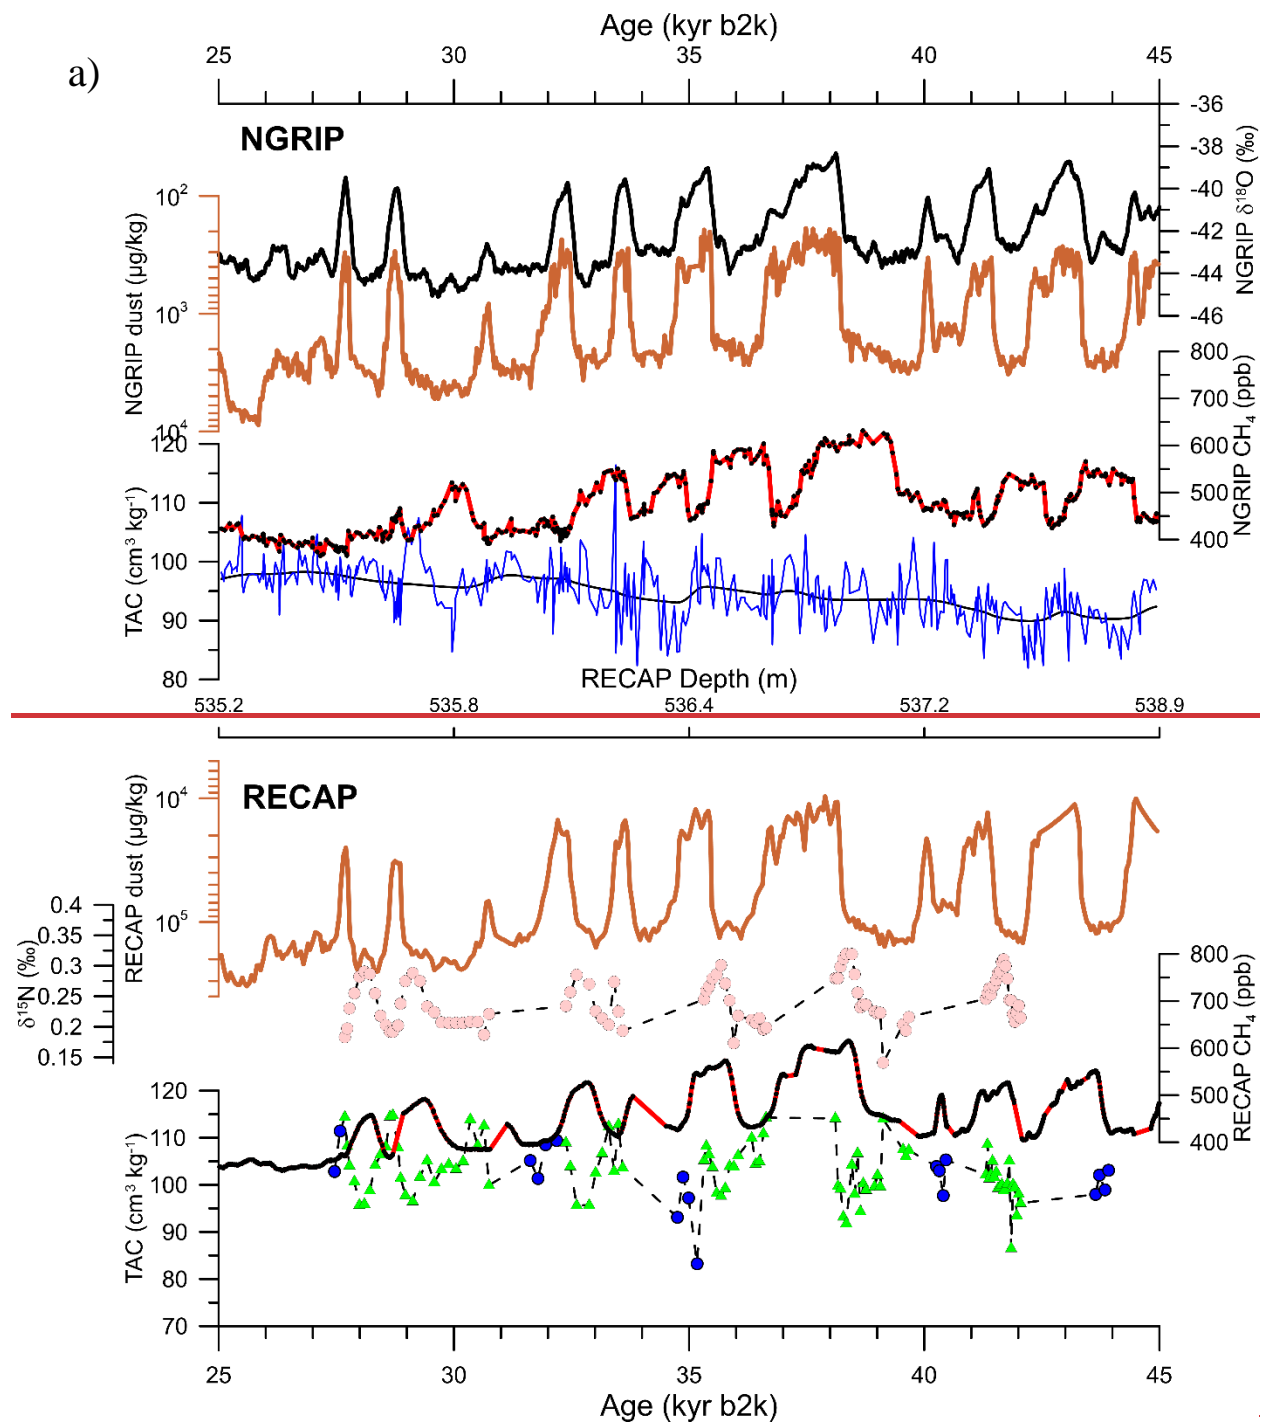 Age (kyr b2k)
25 30 35 40 45
a)
NGRIP
-36
-38
-40
-42
-44
-46
NGRIP δ¹⁸O (‰)
10²
10³
10⁴
NGRIP dust (µg/kg)
800
700
600
500
400
NGRIP CH₄ (ppb)
120
110
100
90
80
TAC (cm³ kg⁻¹)
RECAP Depth (m)
535.2 535.8 536.4 537.2 538.9
RECAP
10⁴
10⁵
RECAP dust (µg/kg)
0.4
0.35
0.3
0.25
0.2
0.15
δ¹⁵N (‰)
800
700
600
500
400
RECAP CH₄ (ppb)
120
110
100
90
80
70
TAC (cm³ kg⁻¹)
25 30 35 40 45
Age (kyr b2k)